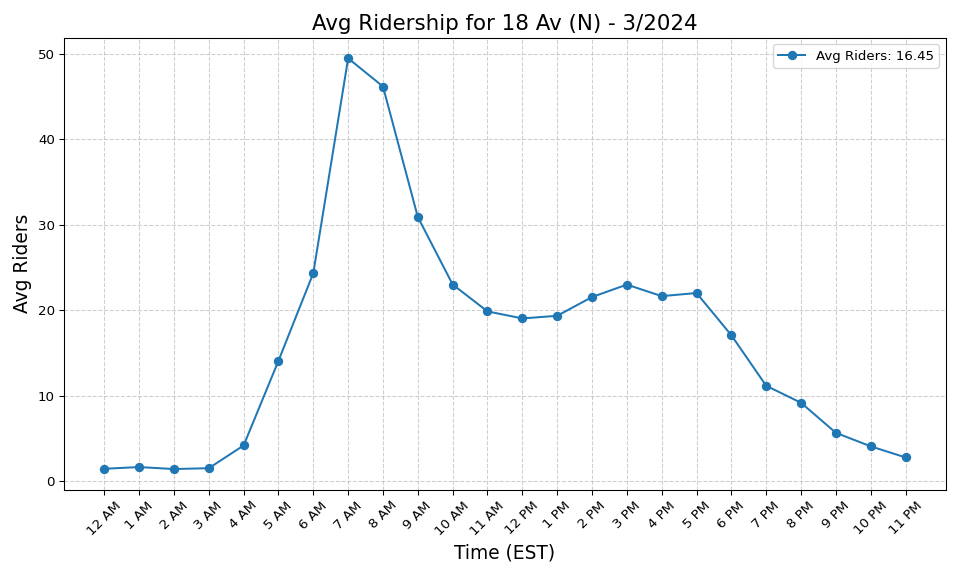 Avg Ridership for 18 Av (N) - 3/2024
Avg Riders: 16.45
Avg Riders
50
40
30
20
10
0
12 AM
1 AM
2 AM
3 AM
4 AM
5 AM
6 AM
7 AM
8 AM
9 AM
10 AM
11 AM
12 PM
1 PM
2 PM
3 PM
4 PM
5 PM
6 PM
7 PM
8 PM
9 PM
10 PM
11 PM
Time (EST)